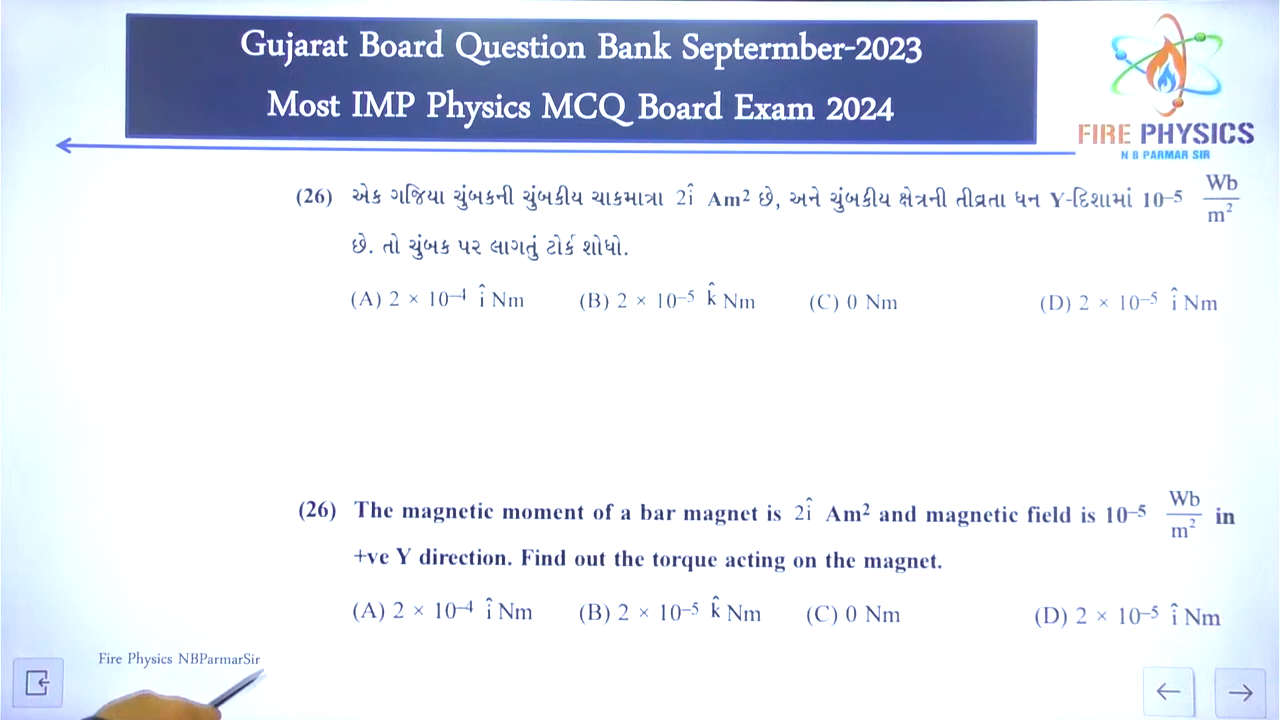 Gujarat Board Question Bank Septermber-2023
Most IMP Physics MCQ Board Exam 2024
FIRE PHYSICS
N B PARMAR SIR
(26) એક ગજિયા ચુંબકની ચુંબકીય ચાકમાત્રા 2î Am² છે, અને ચુંબકીય ક્ષેત્રની તીવ્રતા ધન Y-દિશામાં 10⁻⁵ Wb/m²
છે. તો ચુંબક પર લાગતું ટોર્ક શોધો.
(A) 2 × 10⁻⁴ î Nm (B) 2 × 10⁻⁵ k̂ Nm (C) 0 Nm (D) 2 × 10⁻⁵ î Nm
(26) The magnetic moment of a bar magnet is 2î Am² and magnetic field is 10⁻⁵ Wb/m² in
+ve Y direction. Find out the torque acting on the magnet.
(A) 2 × 10⁻⁴ î Nm (B) 2 × 10⁻⁵ k̂ Nm (C) 0 Nm (D) 2 × 10⁻⁵ î Nm
Fire Physics NBParmarSir